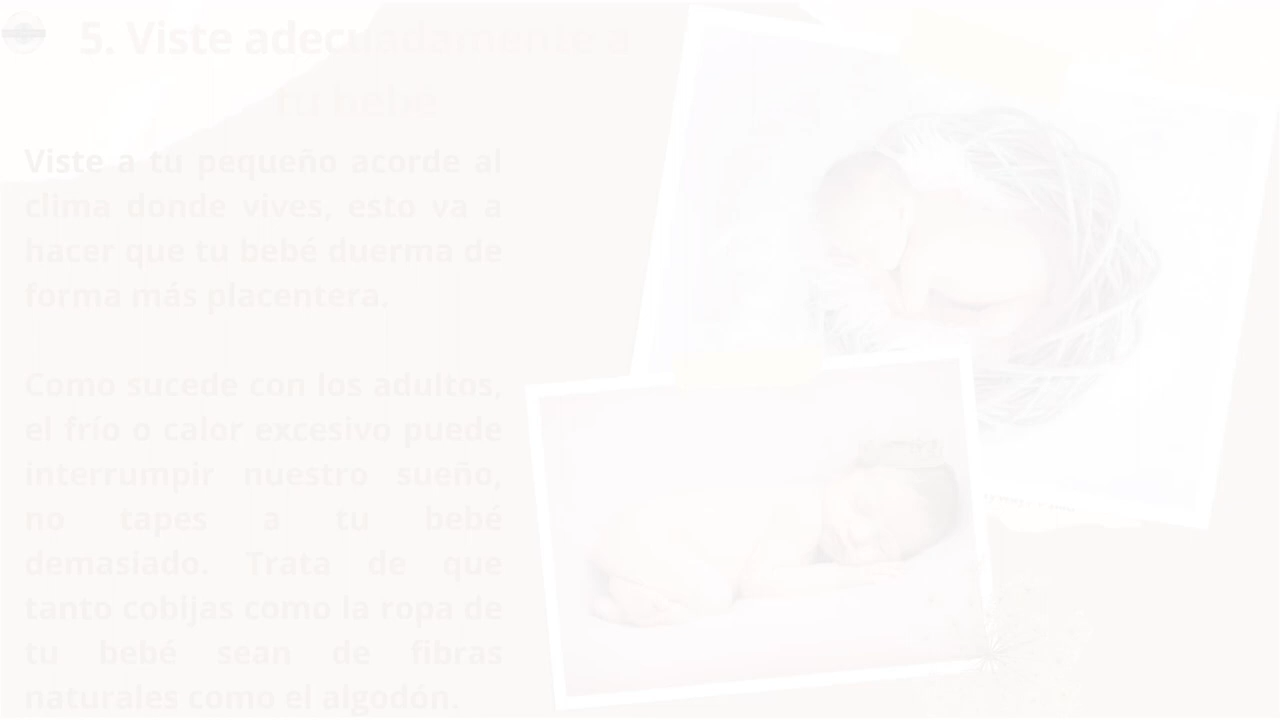 5. Viste adecuadamente a
tu bebé
Viste a tu pequeño acorde al
clima donde vives, esto va a
hacer que tu bebé duerma de
forma más placentera.
Como sucede con los adultos,
el frío o calor excesivo puede
interrumpir nuestro sueño,
no tapes a tu bebé
demasiado. Trata de que
tanto cobijas como la ropa de
tu bebé sean de fibras
naturales como el algodón.